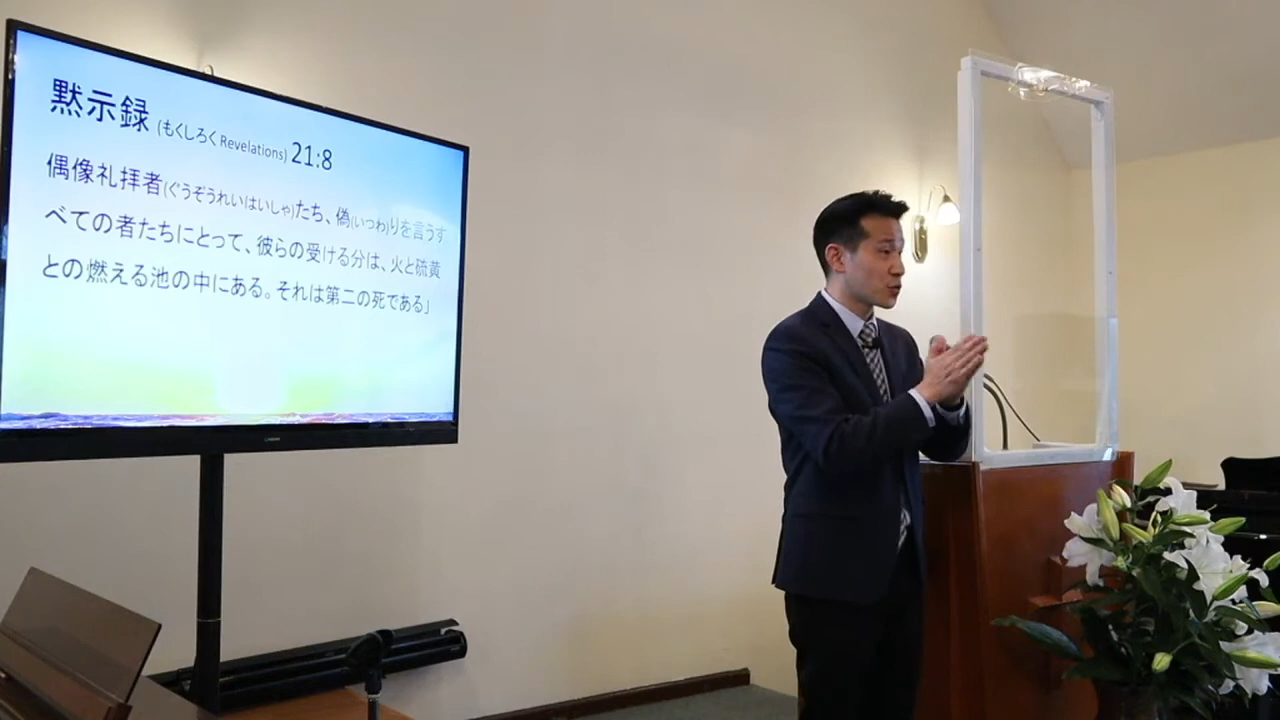 黙示録 (もくしろく Revelations) 21:8
偶像礼拝者(ぐうぞうれいはいしゃ)たち、偽(いつわ)りを言うす
べての者たちにとって、彼らの受ける分は、火と硫黄
との燃える池の中にある。それは第二の死である」